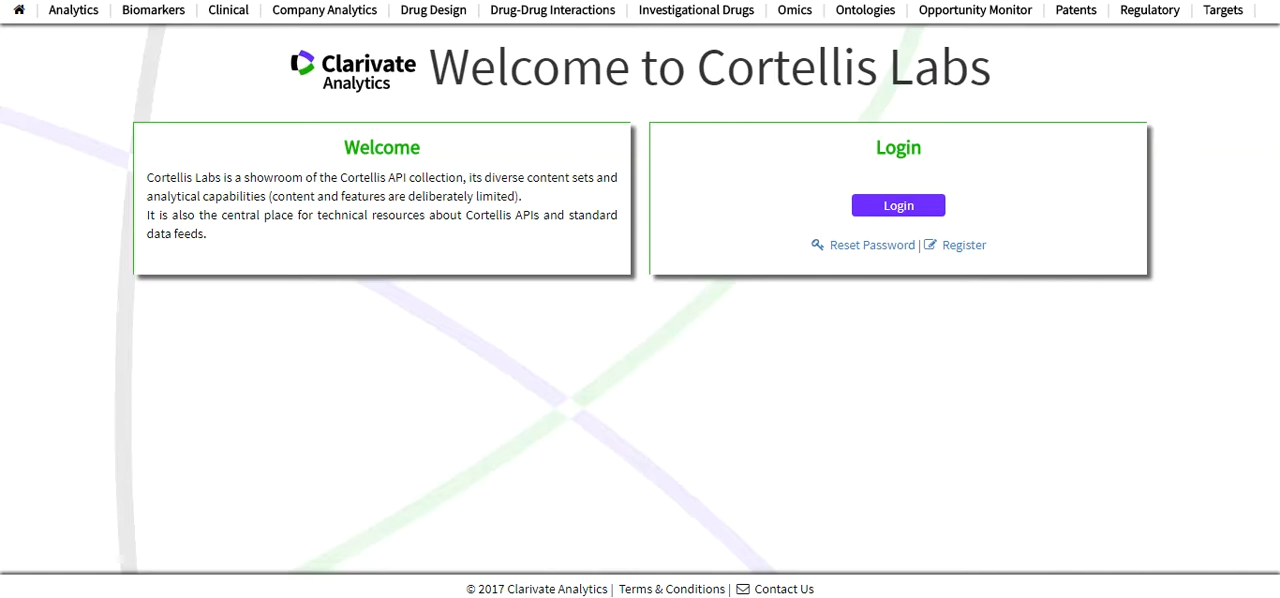 Analytics | Biomarkers | Clinical | Company Analytics | Drug Design | Drug-Drug Interactions | Investigational Drugs | Omics | Ontologies | Opportunity Monitor | Patents | Regulatory | Targets |
Clarivate
Analytics
Welcome to Cortellis Labs
Welcome
Cortellis Labs is a showroom of the Cortellis API collection, its diverse content sets and
analytical capabilities (content and features are deliberately limited).
It is also the central place for technical resources about Cortellis APIs and standard
data feeds.
Login
Login
Reset Password | Register
© 2017 Clarivate Analytics | Terms & Conditions | Contact Us